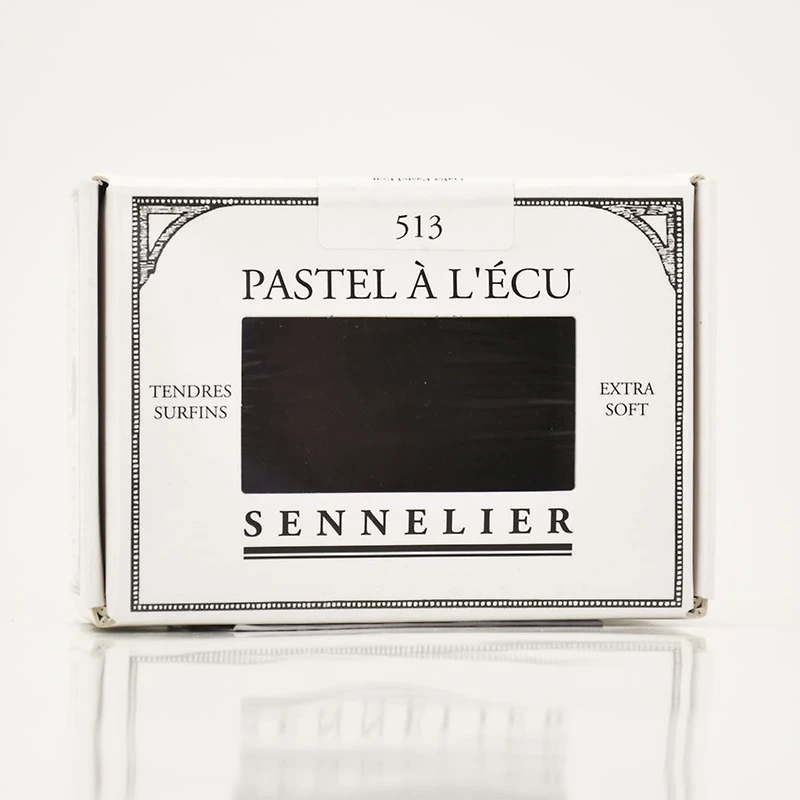 513
PASTEL À L'ÉCU
TENDRES
SURFINS
EXTRA
SOFT
SENNELIER